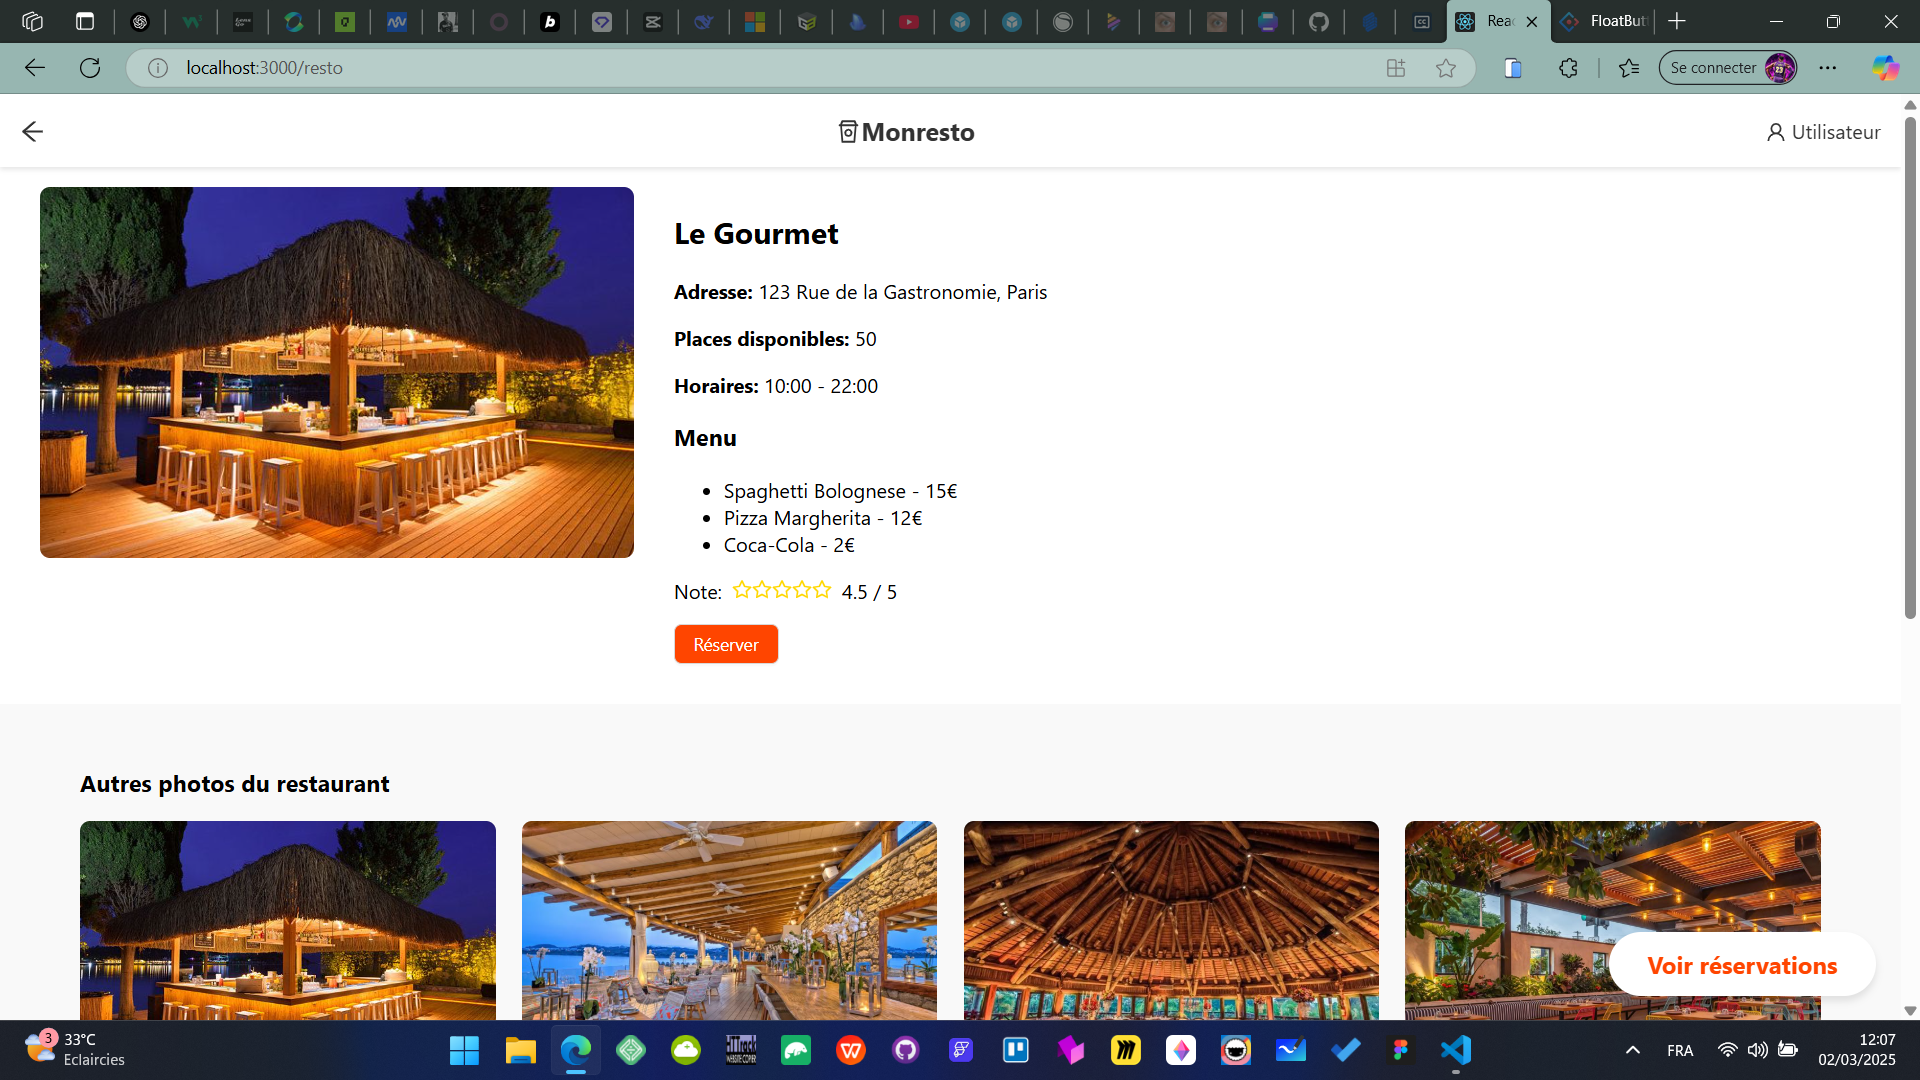 Reac
FloatButt
localhost:3000/resto
Se connecter
Monresto
Utilisateur
Le Gourmet
Adresse: 123 Rue de la Gastronomie, Paris
Places disponibles: 50
Horaires: 10:00 - 22:00
Menu
Spaghetti Bolognese - 15€
Pizza Margherita - 12€
Coca-Cola - 2€
Note: 4.5 / 5
Réserver
Autres photos du restaurant
Voir réservations
3
33°C
Eclaircies
FRA
12:07
02/03/2025